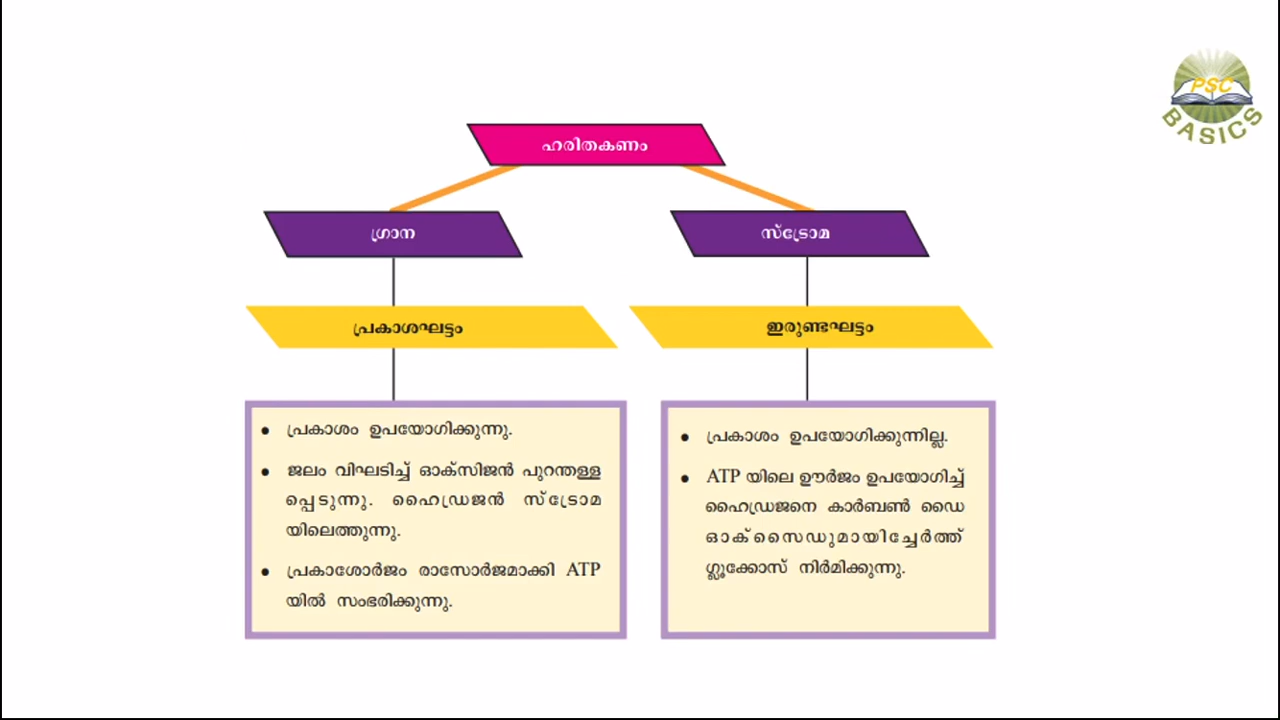 PSC
BASICS
ഹരിതകണം
ഗ്രാന
സ്ട്രോമ
പ്രകാശഘട്ടം
ഇരുണ്ടഘട്ടം
• പ്രകാശം ഉപയോഗിക്കുന്നു.
• ജലം വിഘടിച്ച് ഓക്സിജൻ പുറന്തള്ള
പ്പെടുന്നു. ഹൈഡ്രജൻ സ്ട്രോമ
യിലെത്തുന്നു.
• പ്രകാശോർജം രാസോർജമാക്കി ATP
യിൽ സംഭരിക്കുന്നു.
• പ്രകാശം ഉപയോഗിക്കുന്നില്ല.
• ATP യിലെ ഊർജം ഉപയോഗിച്ച്
ഹൈഡ്രജനെ കാർബൺ ഡൈ
ഓക്സൈഡുമായിച്ചേർത്ത്
ഗ്ലൂക്കോസ് നിർമിക്കുന്നു.